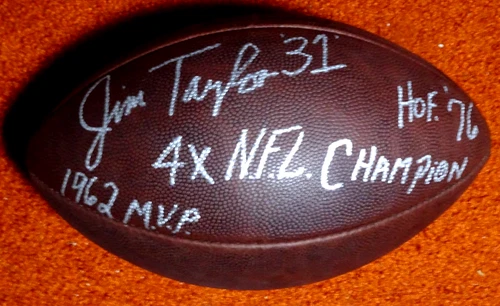 Jim Taylor '31'
HOF. '76
4X N.F.L. CHAMPION
1962 M.V.P.